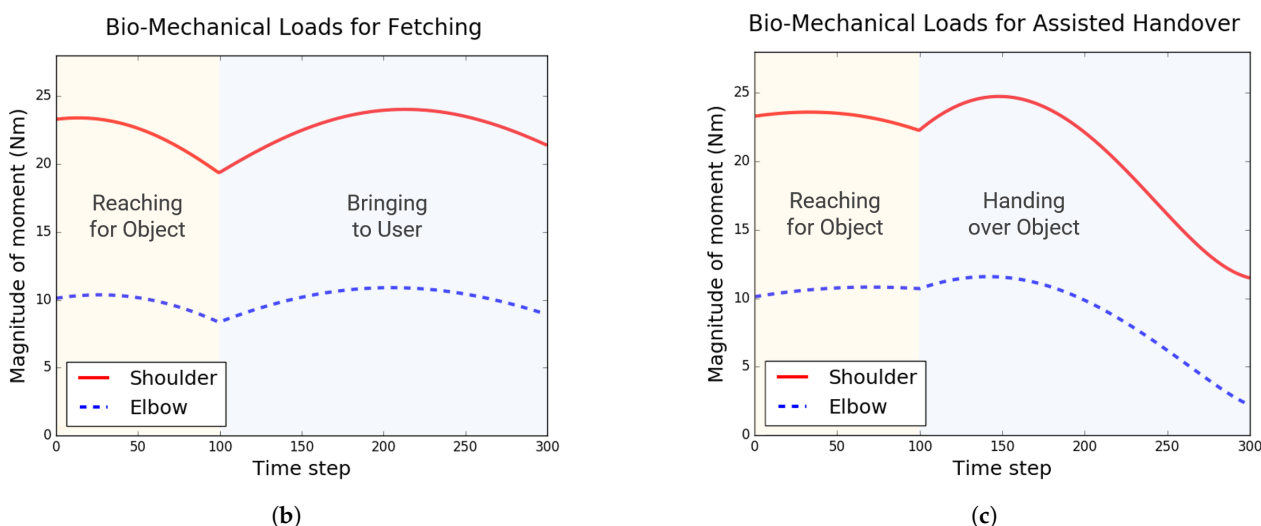 Bio-Mechanical Loads for Fetching
Magnitude of moment (Nm)
25
20
15
10
5
0
Reaching
for Object
Bringing
to User
Shoulder
Elbow
0 50 100 150 200 250 300
Time step
(b)
Bio-Mechanical Loads for Assisted Handover
Magnitude of moment (Nm)
25
20
15
10
5
0
Reaching
for Object
Handing
over Object
Shoulder
Elbow
0 50 100 150 200 250 300
Time step
(c)